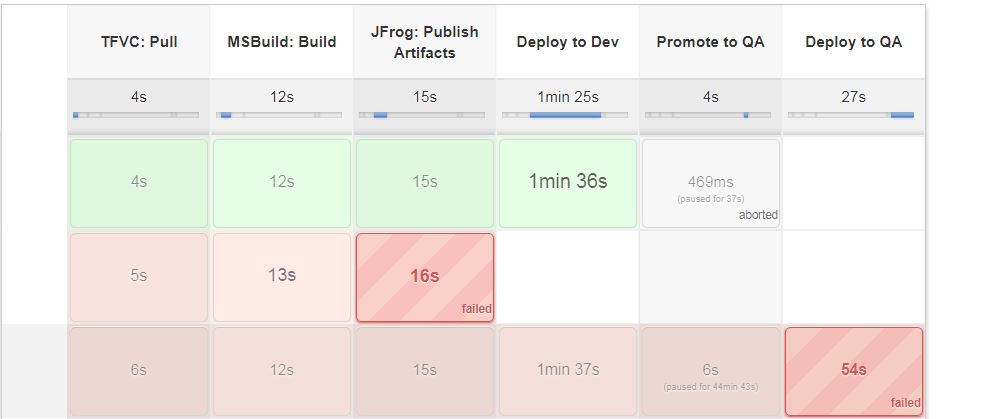 TFVC: Pull
MSBuild: Build
JFrog: Publish
Artifacts
Deploy to Dev
Promote to QA
Deploy to QA
4s
12s
15s
1min 25s
4s
27s
4s
12s
15s
1min 36s
469ms
(paused for 37s)
aborted
5s
13s
16s
failed
6s
12s
15s
1min 37s
6s
(paused for 44min 43s)
54s
failed